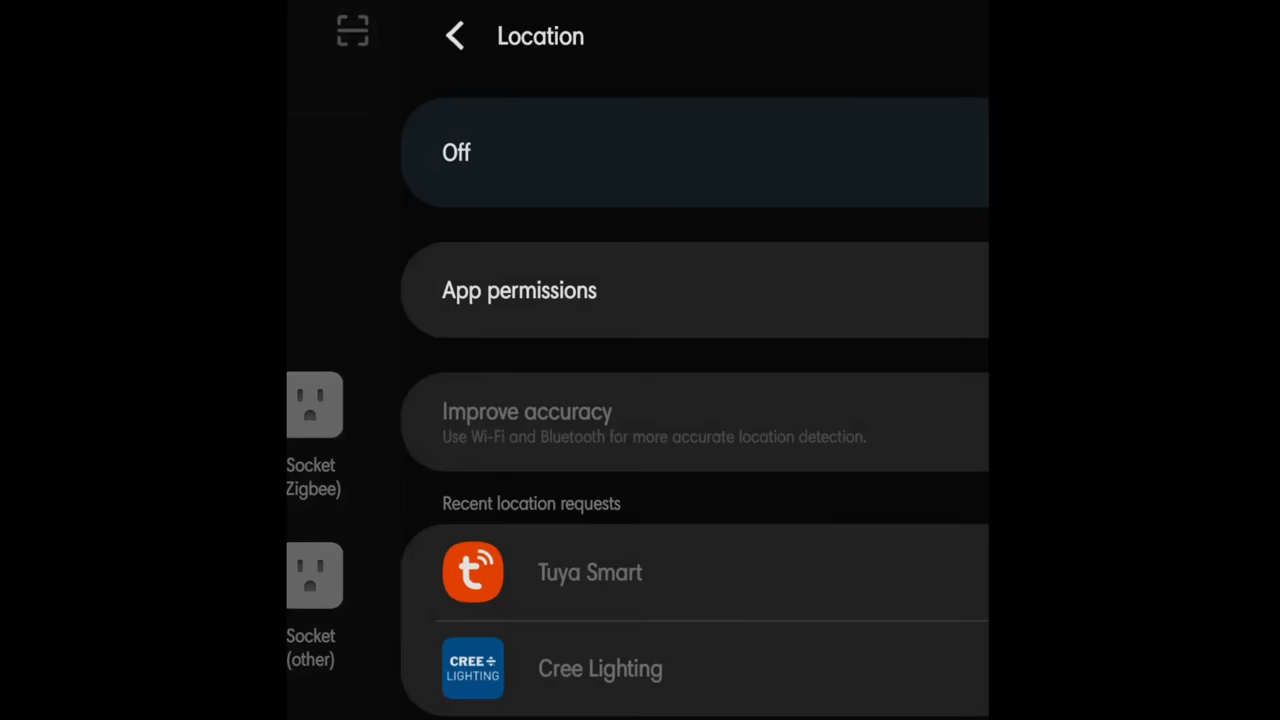 Location
Off
App permissions
Improve accuracy
Use Wi-Fi and Bluetooth for more accurate location detection.
Socket
Zigbee)
Recent location requests
t
Tuya Smart
Socket
(other)
CREE÷
LIGHTING
Cree Lighting